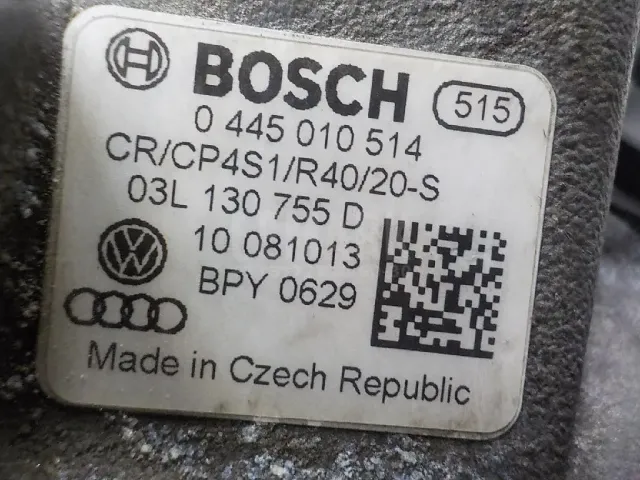 BOSCH 515
0 445 010 514
CR/CP4S1/R40/20-S
03L 130 755 D
10 081013
BPY 0629
Made in Czech Republic